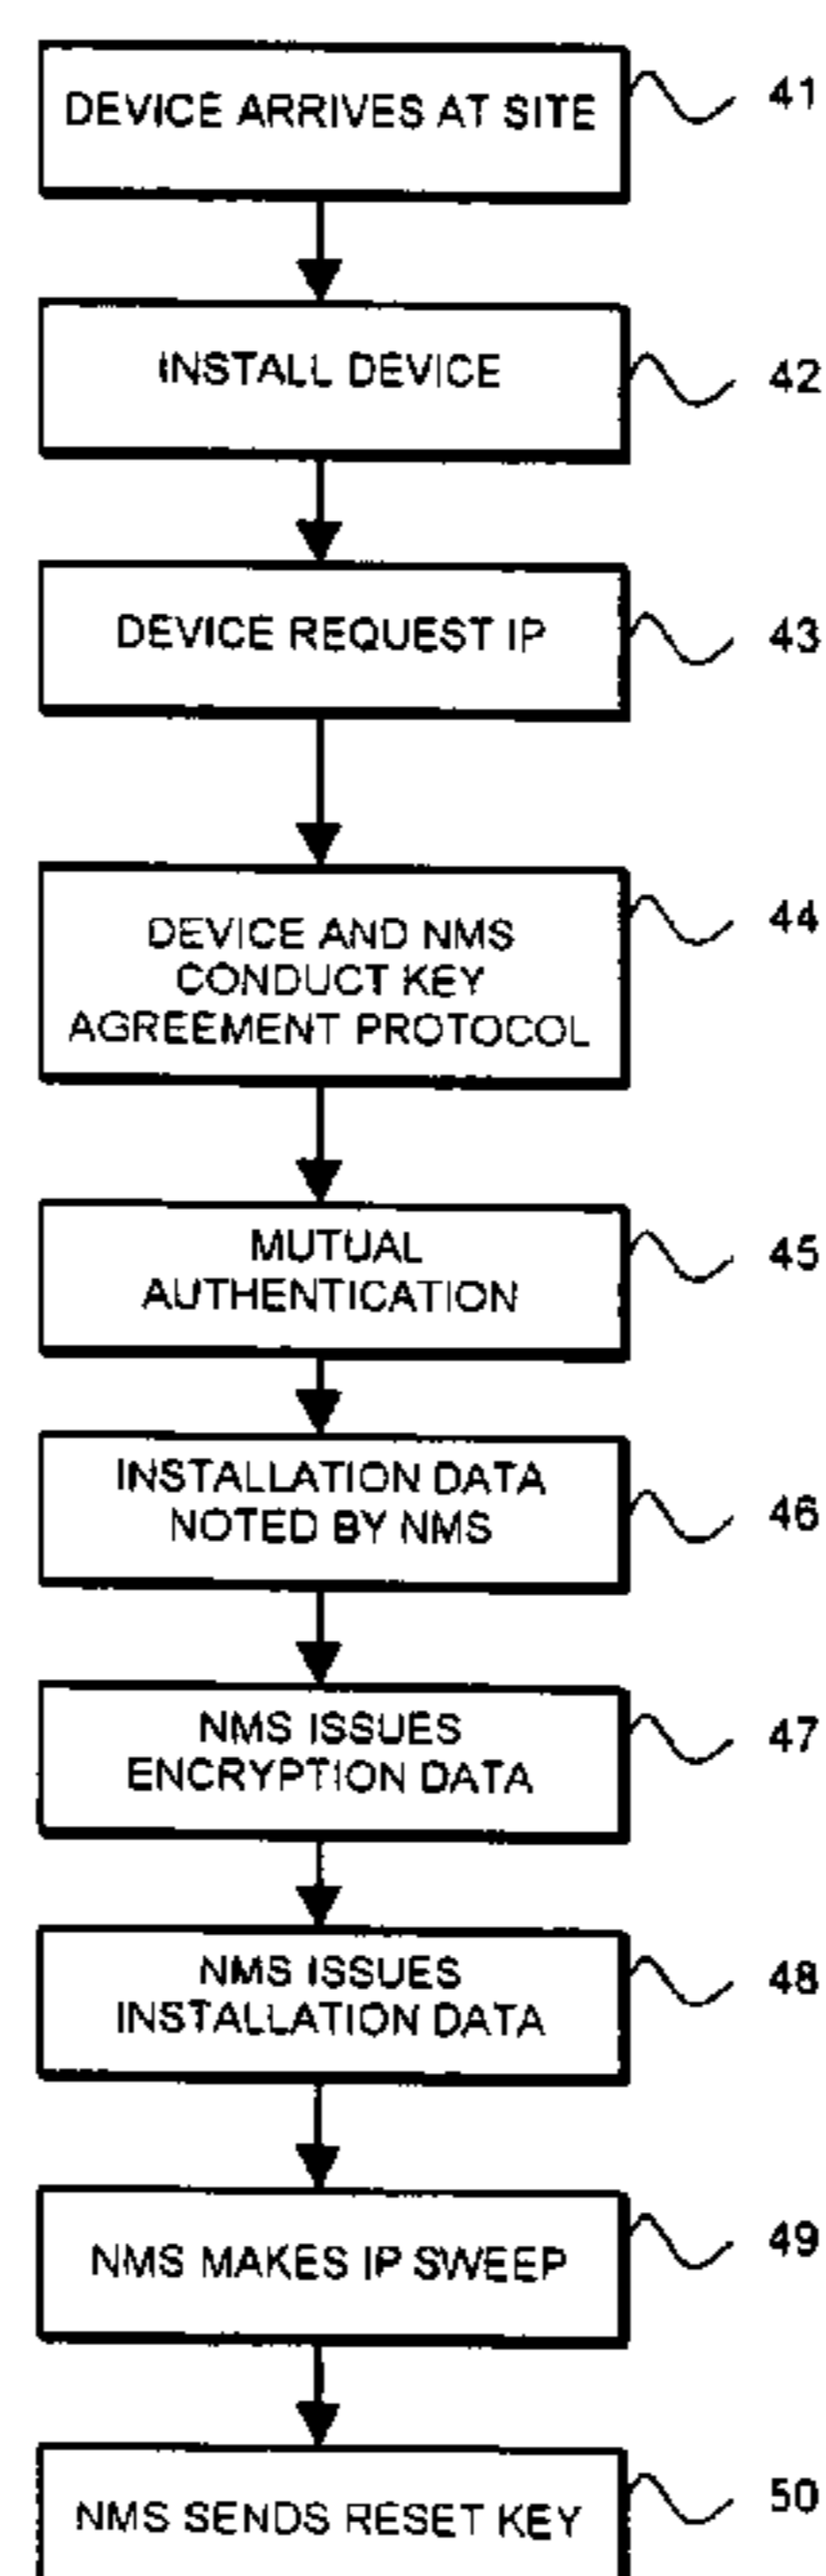 DEVICE ARRIVES AT SITE
41
INSTALL DEVICE
42
DEVICE REQUEST IP
43
DEVICE AND NMS
CONDUCT KEY
AGREEMENT PROTOCOL
44
MUTUAL
AUTHENTICATION
45
INSTALLATION DATA
NOTED BY NMS
46
NMS ISSUES
ENCRYPTION DATA
47
NMS ISSUES
INSTALLATION DATA
48
NMS MAKES IP SWEEP
49
NMS SENDS RESET KEY
50